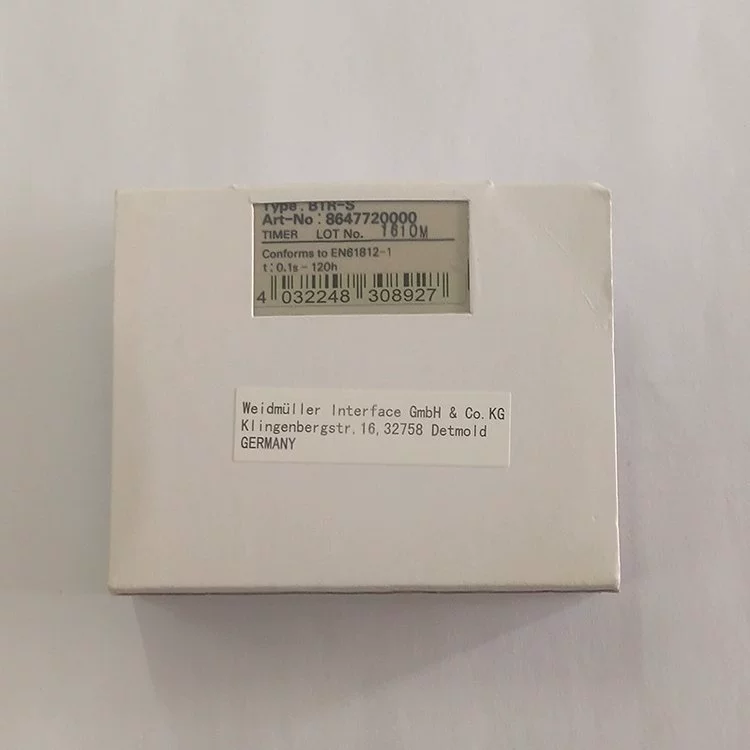 Type: BTR-S
Art-No: 8647720000
TIMER LOT No. 1610M
Conforms to EN61812-1
t: 0.1s - 120h
4 032248 308927
Weidmüller Interface GmbH & Co.KG
Klingenbergstr.16,32758 Detmold
GERMANY